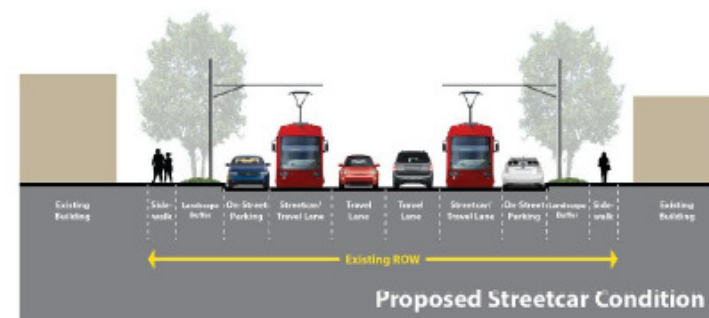 Existing
Building
Side-
walk
Landscape
Buffer
On-Street
Parking
Streetcar/
Travel Lane
Travel
Lane
Travel
Lane
Streetcar/
Travel Lane
On-Street
Parking
Landscape
Buffer
Side-
walk
Existing
Building
Existing ROW
Proposed Streetcar Condition